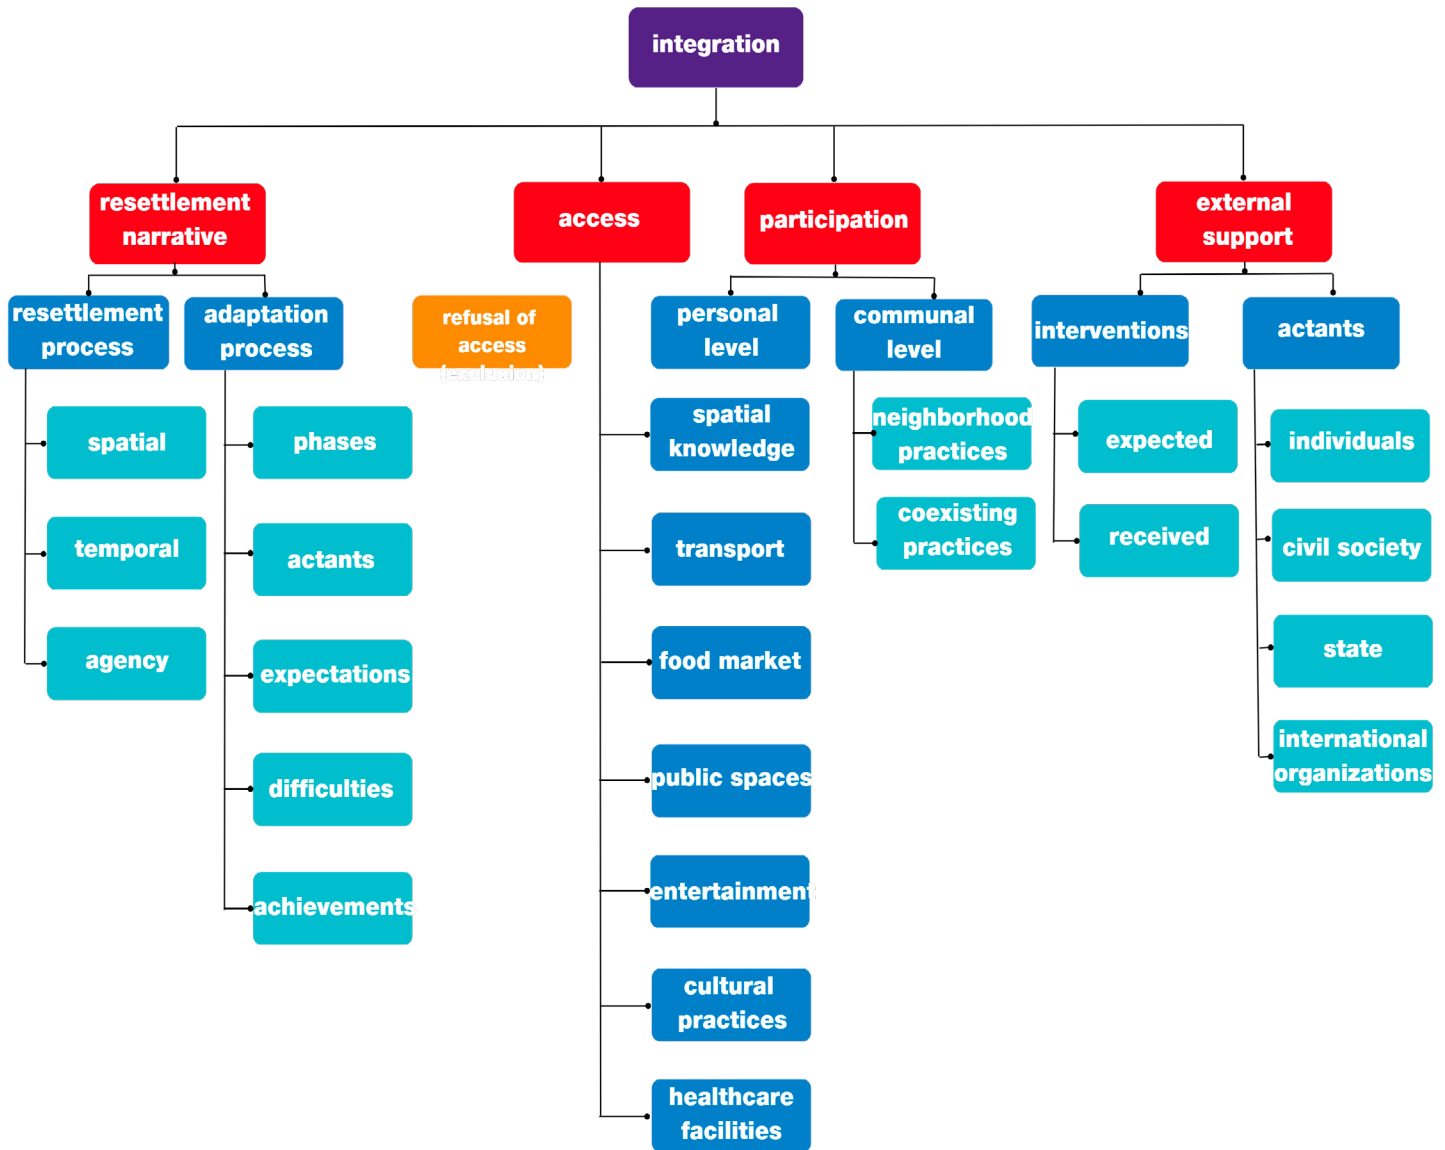 integration
resettlement
narrative
access
participation
external
support
resettlement
process
adaptation
process
refusal of
access
(exclusion)
personal
level
communal
level
interventions
actants
spatial
temporal
agency
phases
actants
expectations
difficulties
achievements
spatial
knowledge
transport
food market
public spaces
entertainment
cultural
practices
healthcare
facilities
neighborhood
practices
coexisting
practices
expected
received
individuals
civil society
state
international
organizations